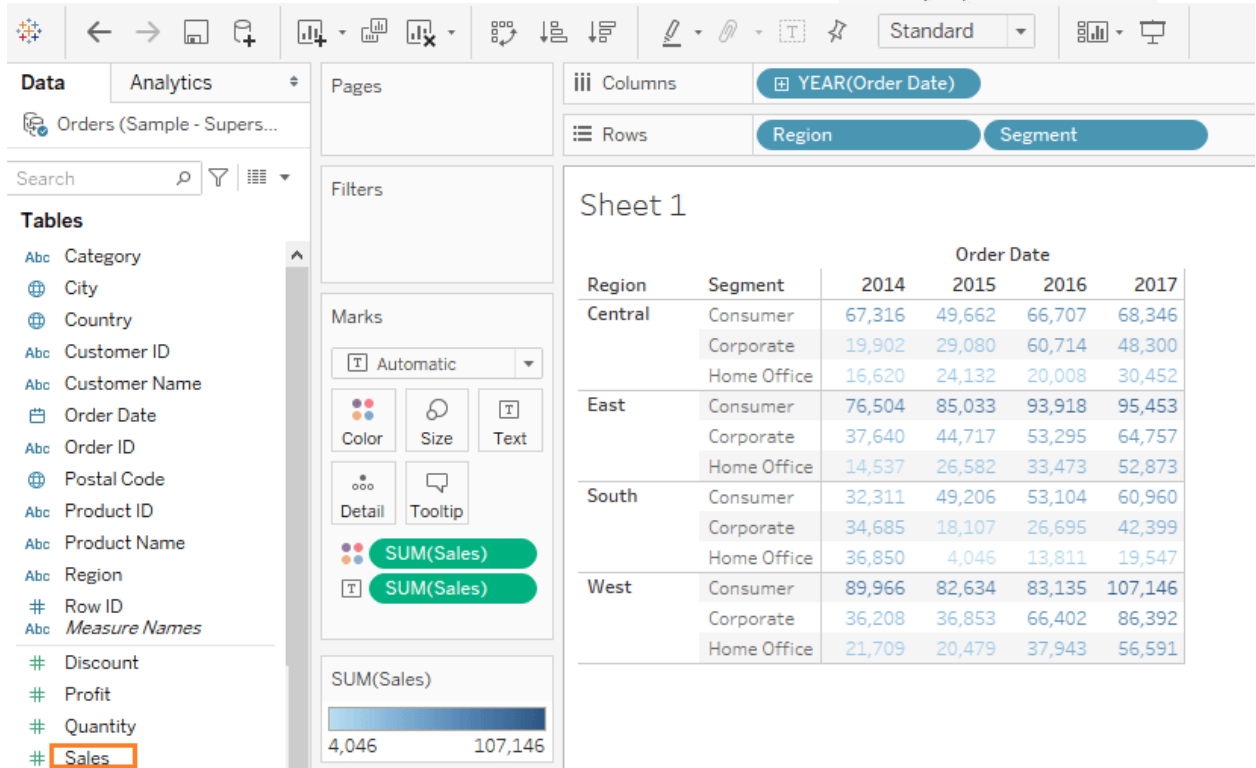 Standard
Data Analytics
Orders (Sample - Supers...
Search
Tables
Abc Category
City
Country
Abc Customer ID
Abc Customer Name
Order Date
Abc Order ID
Postal Code
Abc Product ID
Abc Product Name
Abc Region
# Row ID
Abc Measure Names
# Discount
# Profit
# Quantity
# Sales
Pages
Filters
Marks
T Automatic
Color Size Text
Detail Tooltip
SUM(Sales)
T SUM(Sales)
SUM(Sales)
4,046 107,146
Columns YEAR(Order Date)
Rows Region Segment
Sheet 1
Order Date
Region Segment 2014 2015 2016 2017
Central Consumer 67,316 49,662 66,707 68,346
Corporate 19,902 29,080 60,714 48,300
Home Office 16,620 24,132 20,008 30,452
East Consumer 76,504 85,033 93,918 95,453
Corporate 37,640 44,717 53,295 64,757
Home Office 14,537 26,582 33,473 52,873
South Consumer 32,311 49,206 53,104 60,960
Corporate 34,685 18,107 26,695 42,399
Home Office 36,850 4,046 13,811 19,547
West Consumer 89,966 82,634 83,135 107,146
Corporate 36,208 36,853 66,402 86,392
Home Office 21,709 20,479 37,943 56,591